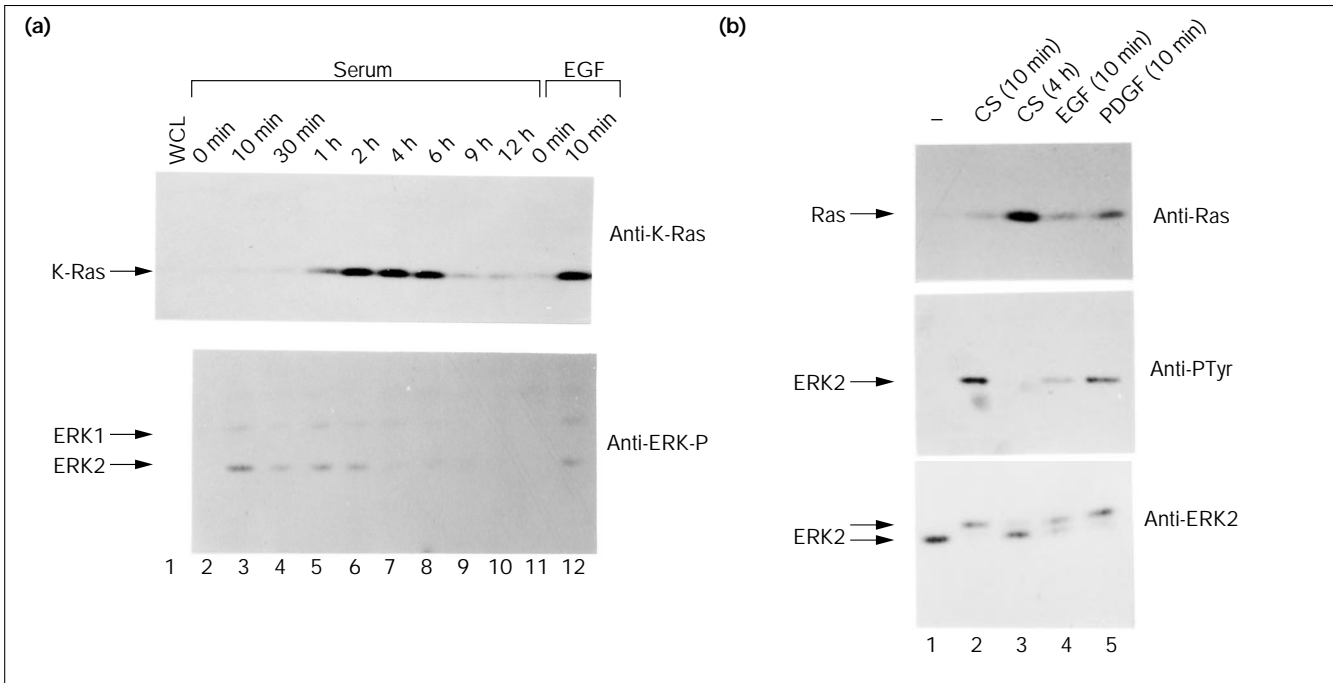 (a)
Serum EGF
WCL 0 min 10 min 30 min 1 h 2 h 4 h 6 h 9 h 12 h 0 min 10 min
K-Ras
Anti-K-Ras
ERK1
ERK2
Anti-ERK-P
1 2 3 4 5 6 7 8 9 10 11 12
(b)
– CS (10 min) CS (4 h) EGF (10 min) PDGF (10 min)
Ras
Anti-Ras
ERK2
Anti-PTyr
ERK2
Anti-ERK2
1 2 3 4 5